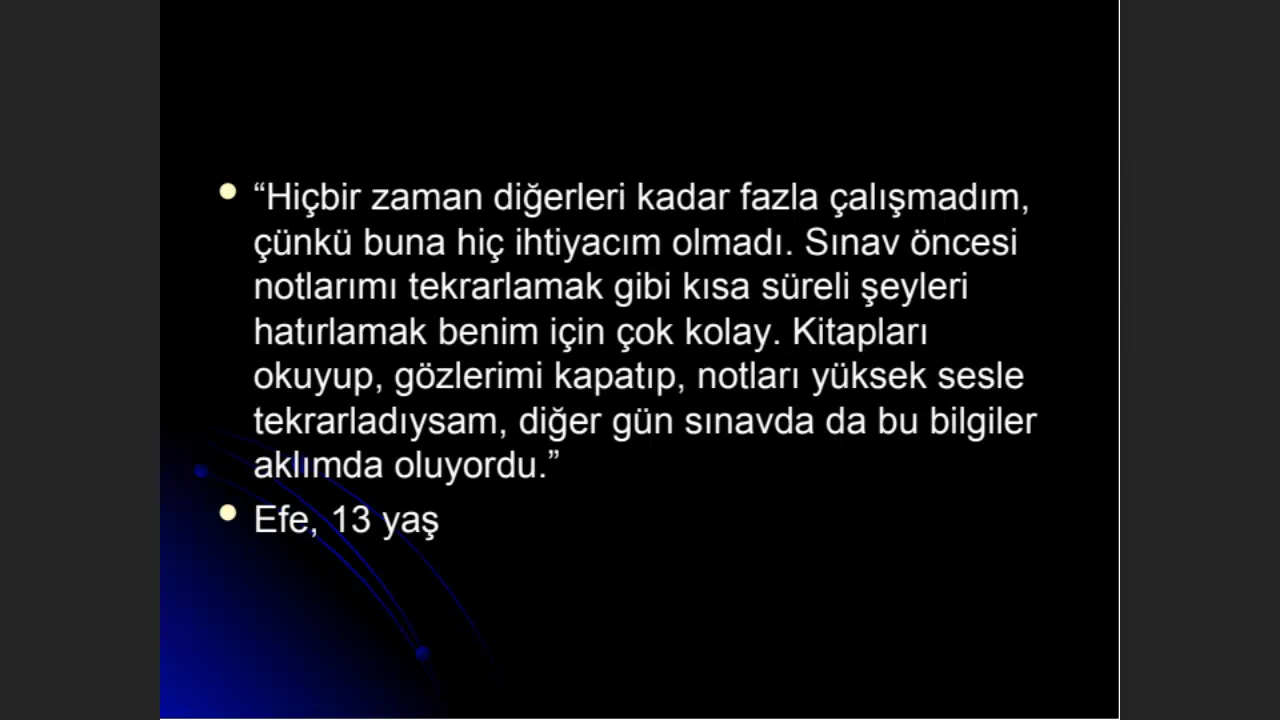 “Hiçbir zaman diğerleri kadar fazla çalışmadım,
çünkü buna hiç ihtiyacım olmadı. Sınav öncesi
notlarımı tekrarlamak gibi kısa süreli şeyleri
hatırlamak benim için çok kolay. Kitapları
okuyup, gözlerimi kapatıp, notları yüksek sesle
tekrarladıysam, diğer gün sınavda da bu bilgiler
aklımda oluyordu.”
Efe, 13 yaş